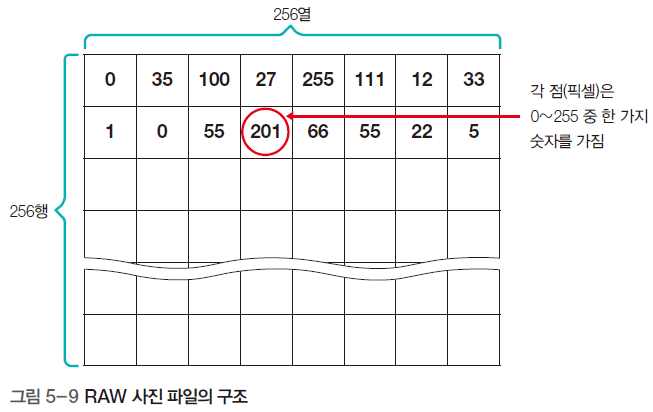 256열
0 35 100 27 255 111 12 33
각 점(픽셀)은
0~255 중 한 가지
숫자를 가짐
1 0 55 201 66 55 22 5
256행
그림 5-9 RAW 사진 파일의 구조